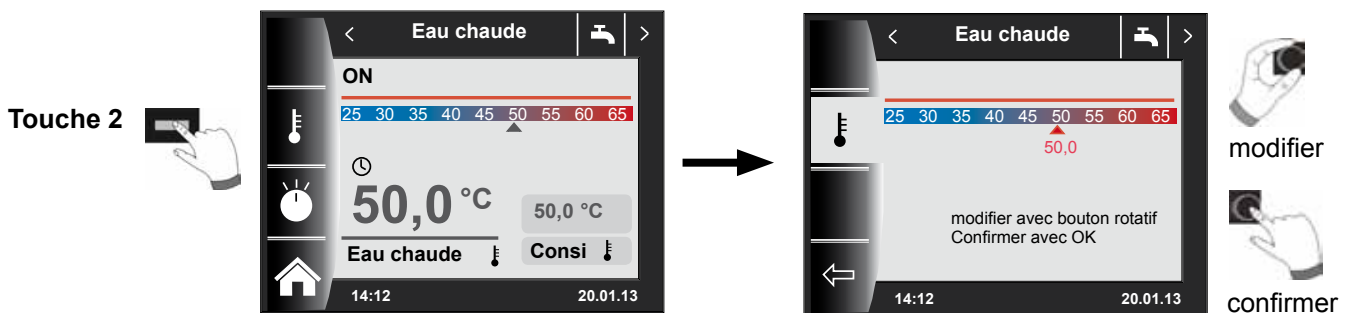 Touche 2
< Eau chaude >
ON
25 30 35 40 45 50 55 60 65
50,0 °C
50,0 °C
Eau chaude
Consi
14:12 20.01.13
< Eau chaude >
25 30 35 40 45 50 55 60 65
50,0
modifier avec bouton rotatif
Confirmer avec OK
14:12 20.01.13
modifier
confirmer